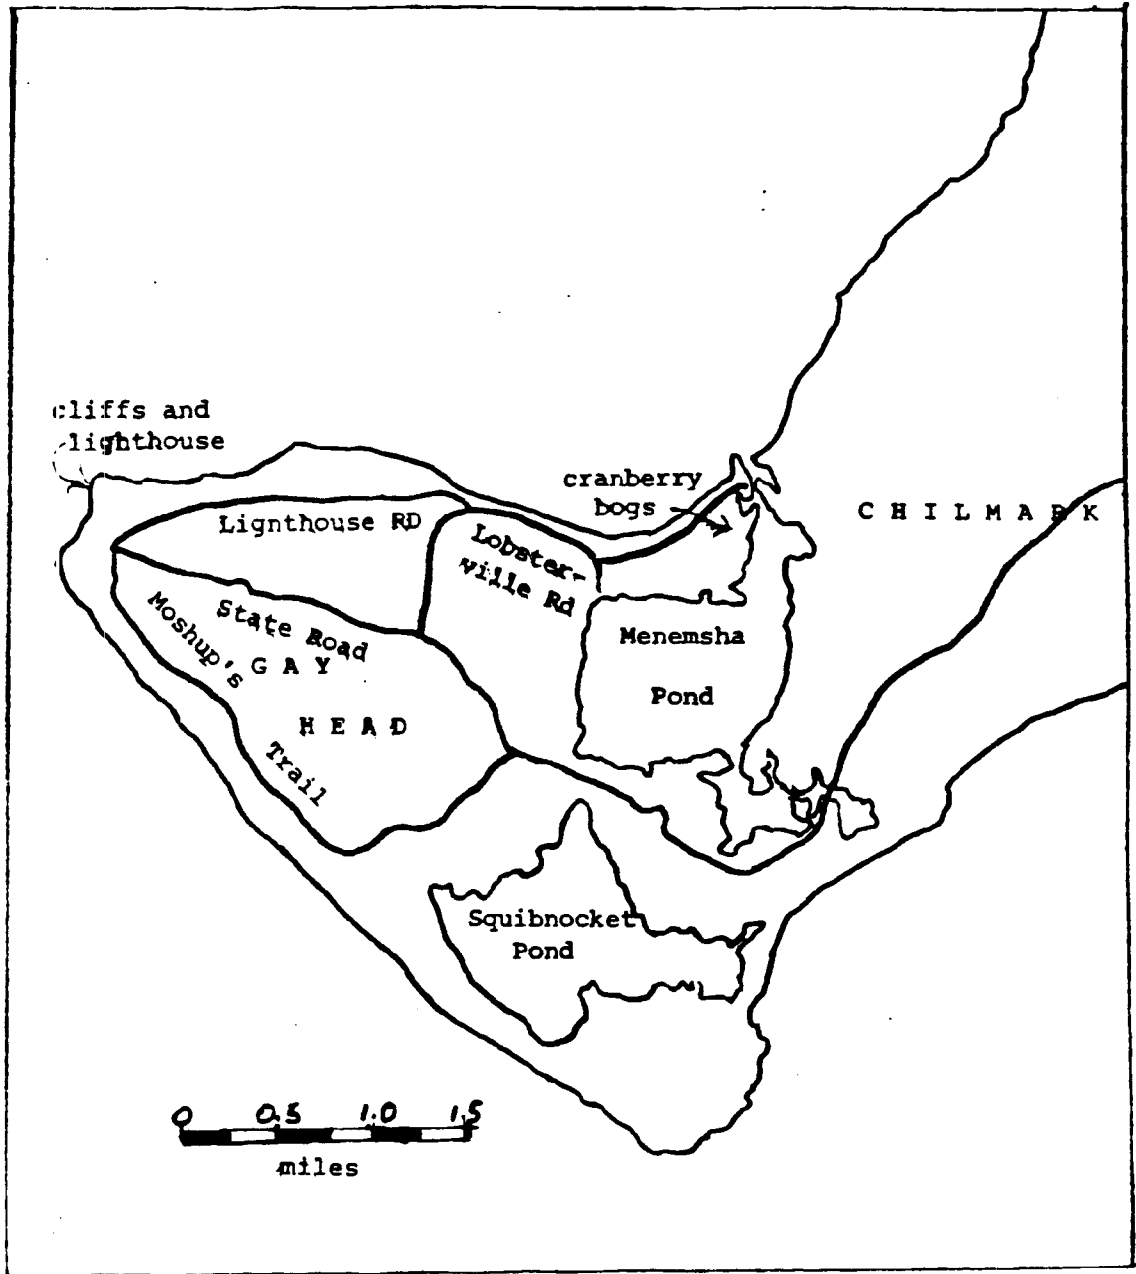 cliffs and
lighthouse
cranberry
bogs
CHILMARK
Lignthouse RD
Lobster-
ville Rd
State Road
Moshup's
Trail
GAY
HEAD
Menemsha
Pond
Squibnocket
Pond
0 0.5 1.0 1.5
miles